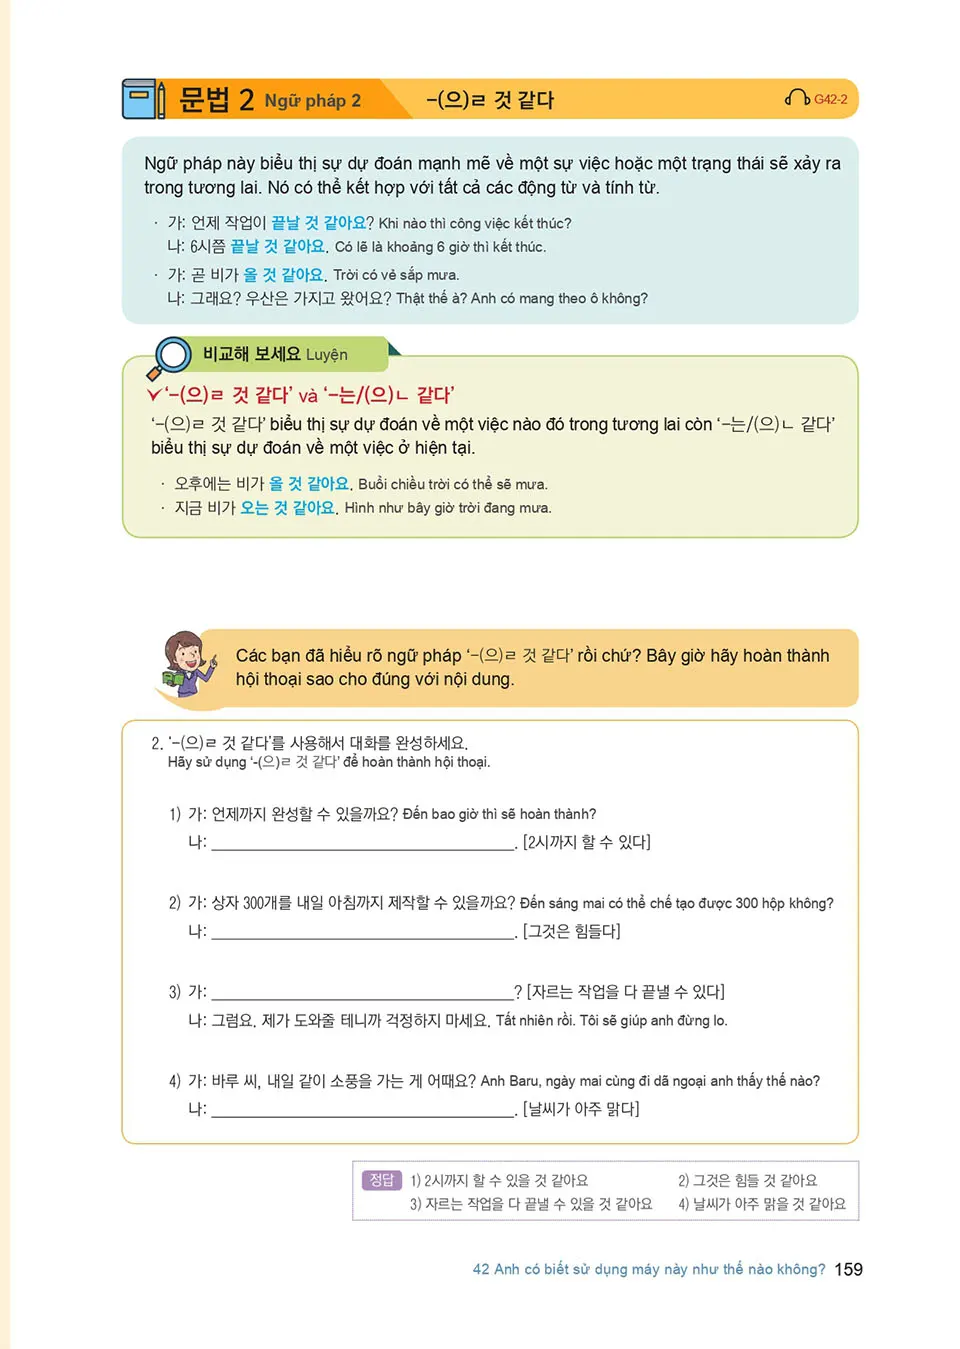 문법 2 Ngữ pháp 2 -(으)ㄹ 것 같다 G42-2
Ngữ pháp này biểu thị sự dự đoán mạnh mẽ về một sự việc hoặc một trạng thái sẽ xảy ra
trong tương lai. Nó có thể kết hợp với tất cả các động từ và tính từ.
· 가: 언제 작업이 끝날 것 같아요? Khi nào thì công việc kết thúc?
나: 6시쯤 끝날 것 같아요. Có lẽ là khoảng 6 giờ thì kết thúc.
· 가: 곧 비가 올 것 같아요. Trời có vẻ sắp mưa.
나: 그래요? 우산은 가지고 왔어요? Thật thế à? Anh có mang theo ô không?
비교해 보세요 Luyện
‘-(으)ㄹ 것 같다’ và ‘-는/(으)ㄴ 같다’
‘-(으)ㄹ 것 같다’ biểu thị sự dự đoán về một việc nào đó trong tương lai còn ‘-는/(으)ㄴ 같다’
biểu thị sự dự đoán về một việc ở hiện tại.
· 오후에는 비가 올 것 같아요. Buổi chiều trời có thể sẽ mưa.
· 지금 비가 오는 것 같아요. Hình như bây giờ trời đang mưa.
Các bạn đã hiểu rõ ngữ pháp ‘-(으)ㄹ 것 같다’ rồi chứ? Bây giờ hãy hoàn thành
hội thoại sao cho đúng với nội dung.
2. ‘-(으)ㄹ 것 같다’를 사용해서 대화를 완성하세요.
Hãy sử dụng ‘-(으)ㄹ 것 같다’ để hoàn thành hội thoại.
1) 가: 언제까지 완성할 수 있을까요? Đến bao giờ thì sẽ hoàn thành?
나: ______________________________. [2시까지 할 수 있다]
2) 가: 상자 300개를 내일 아침까지 제작할 수 있을까요? Đến sáng mai có thể chế tạo được 300 hộp không?
나: ______________________________. [그것은 힘들다]
3) 가: ______________________________? [자르는 작업을 다 끝낼 수 있다]
나: 그럼요. 제가 도와줄 테니까 걱정하지 마세요. Tất nhiên rồi. Tôi sẽ giúp anh đừng lo.
4) 가: 바루 씨, 내일 같이 소풍을 가는 게 어때요? Anh Baru, ngày mai cùng đi dã ngoại anh thấy thế nào?
나: ______________________________. [날씨가 아주 맑다]
정답 1) 2시까지 할 수 있을 것 같아요 2) 그것은 힘들 것 같아요
3) 자르는 작업을 다 끝낼 수 있을 것 같아요 4) 날씨가 아주 맑을 것 같아요
42 Anh có biết sử dụng máy này như thế nào không? 159